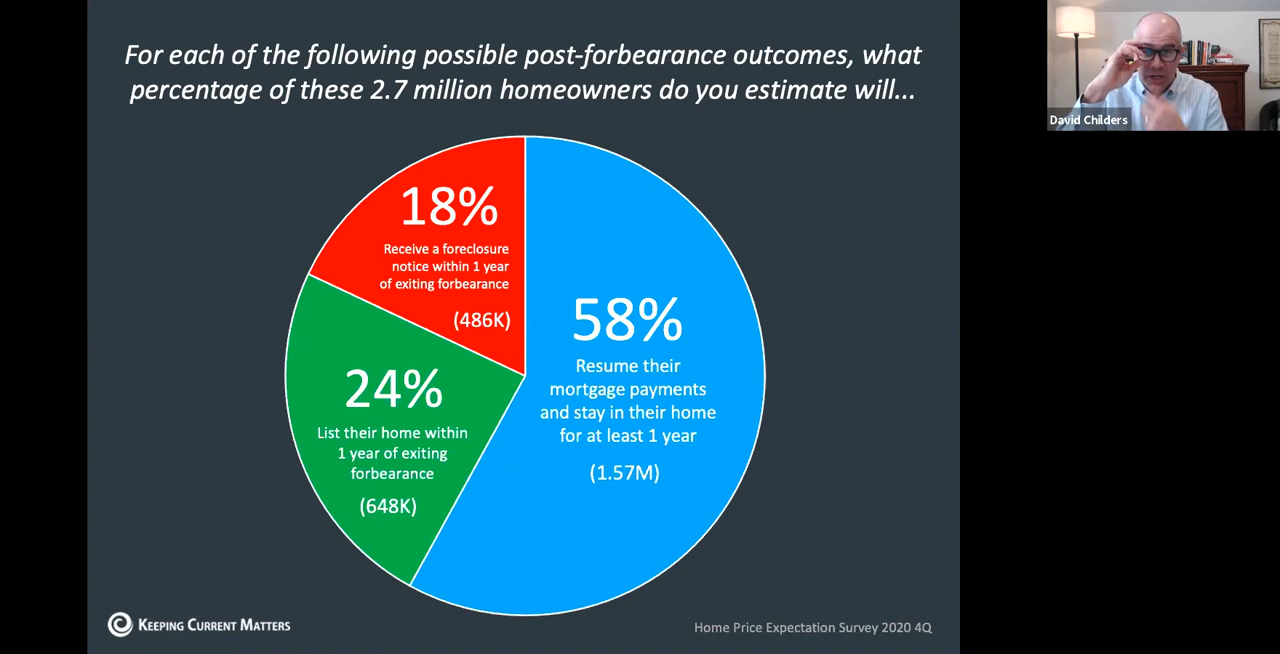 For each of the following possible post-forbearance outcomes, what
percentage of these 2.7 million homeowners do you estimate will...
18%
Receive a foreclosure
notice within 1 year
of exiting forbearance
(486K)
58%
Resume their
mortgage payments
and stay in their home
for at least 1 year
(1.57M)
24%
List their home within
1 year of exiting
forbearance
(648K)
KEEPING CURRENT MATTERS
Home Price Expectation Survey 2020 4Q
David Childers